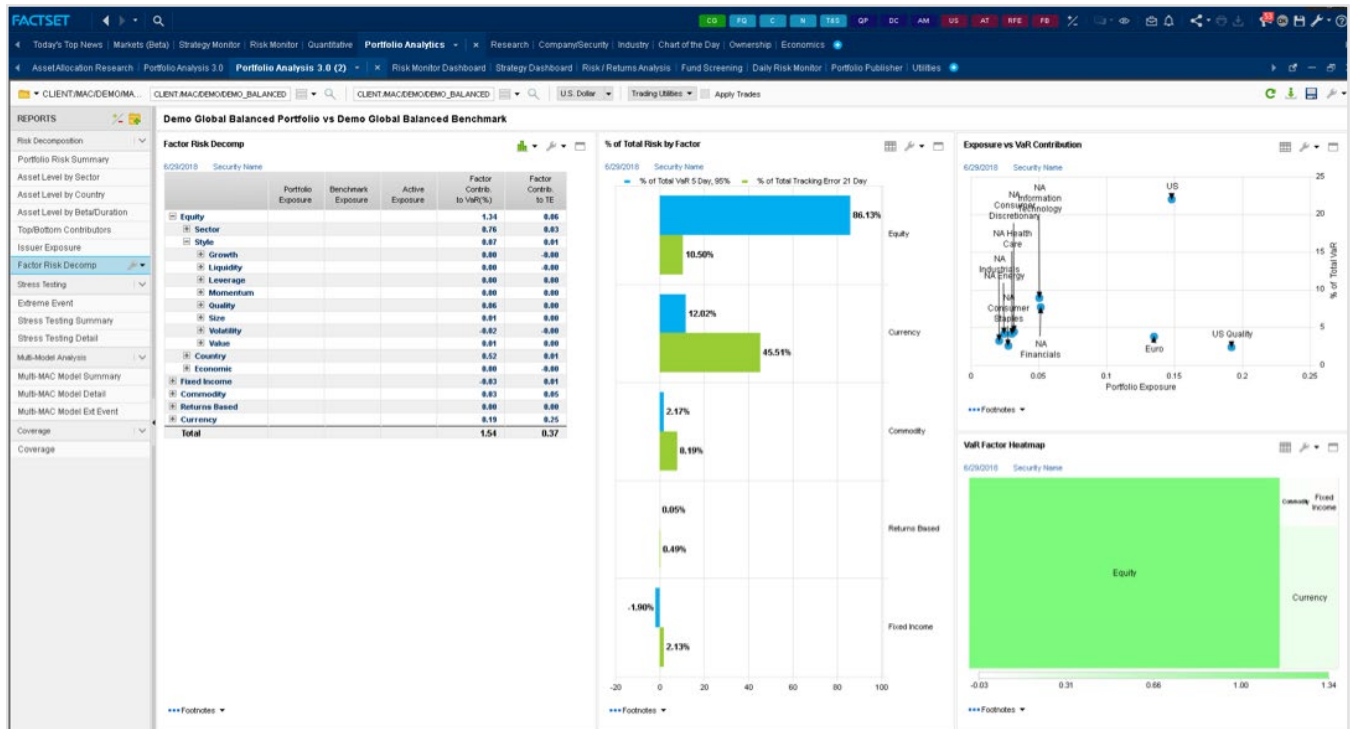 FACTSET
CG PQ C N T&S QP DC AM US AT RFE FB
Today's Top News | Markets (Beta) | Strategy Monitor | Risk Monitor | Quantitative Portfolio Analytics x Research | Company/Security | Industry | Chart of the Day | Ownership | Economics
Asset Allocation Research | Portfolio Analysis 3.0 Portfolio Analysis 3.0 (2) x Risk Monitor Dashboard | Strategy Dashboard | Risk / Returns Analysis | Fund Screening | Daily Risk Monitor | Portfolio Publisher | Utilities
CLIENT/MAC/DEMO/MA... CLIENT:/MAC/DEMO/DEMO_BALANCED CLIENT:/MAC/DEMO/DEMO_BALANCED U.S. Dollar Trading Utilities Apply Trades
REPORTS
Risk Decomposition
Portfolio Risk Summary
Asset Level by Sector
Asset Level by Country
Asset Level by Beta/Duration
Top/Bottom Contributors
Issuer Exposure
Factor Risk Decomp
Stress Testing
Extreme Event
Stress Testing Summary
Stress Testing Detail
Multi-Model Analysis
Multi-MAC Model Summary
Multi-MAC Model Detail
Multi-MAC Model Ext Event
Coverage
Coverage
Demo Global Balanced Portfolio vs Demo Global Balanced Benchmark
Factor Risk Decomp
6/29/2018 Security Name
Portfolio Exposure Benchmark Exposure Active Exposure Factor Contrib. to VaR(%) Factor Contrib. to TE
Equity 1.34 0.06
Sector 0.76 0.03
Style 0.07 0.01
Growth 0.00 -0.00
Liquidity 0.00 -0.00
Leverage 0.00 -0.00
Momentum 0.00 0.00
Quality 0.06 0.00
Size 0.01 0.00
Volatility -0.02 -0.00
Value 0.01 0.00
Country 0.52 0.01
Economic 0.00 -0.00
Fixed Income -0.03 0.01
Commodity 0.03 0.05
Returns Based 0.00 0.00
Currency 0.19 0.25
Total 1.54 0.37
Footnotes
% of Total Risk by Factor
6/29/2018 Security Name
% of Total VaR 5 Day, 95% % of Total Tracking Error 21 Day
86.13%
Equity
10.50%
12.02%
Currency
45.51%
2.17%
Commodity
8.19%
0.05%
Returns Based
0.49%
-1.90%
Fixed Income
2.13%
-20 0 20 40 60 80 100
Footnotes
Exposure vs VaR Contribution
6/29/2018 Security Name
NA Information Technology
NA Consumer Discretionary
NA Health Care
NA Industrials
NA Energy
NA Consumer Staples
NA Financials
US
Euro
US Quality
25
20
15
10
5
0
% of Total VaR
0 0.05 0.1 0.15 0.2 0.25
Portfolio Exposure
Footnotes
VaR Factor Heatmap
6/29/2018 Security Name
Equity
Commodity
Fixed Income
Currency
-0.03 0.31 0.66 1.00 1.34
Footnotes